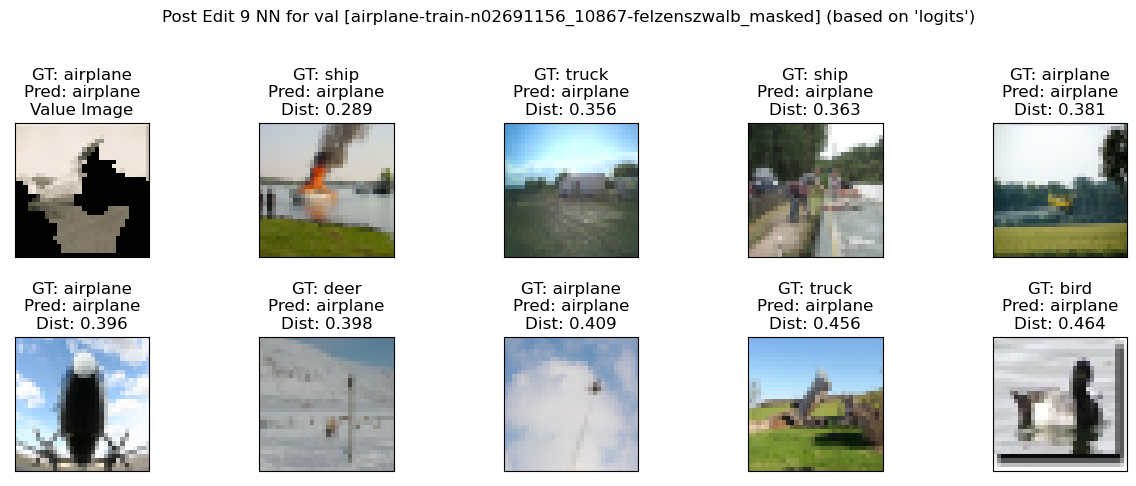 Post Edit 9 NN for val [airplane-train-n02691156_10867-felzenszwalb_masked] (based on 'logits')
GT: airplane
Pred: airplane
Value Image
GT: ship
Pred: airplane
Dist: 0.289
GT: truck
Pred: airplane
Dist: 0.356
GT: ship
Pred: airplane
Dist: 0.363
GT: airplane
Pred: airplane
Dist: 0.381
GT: airplane
Pred: airplane
Dist: 0.396
GT: deer
Pred: airplane
Dist: 0.398
GT: airplane
Pred: airplane
Dist: 0.409
GT: truck
Pred: airplane
Dist: 0.456
GT: bird
Pred: airplane
Dist: 0.464